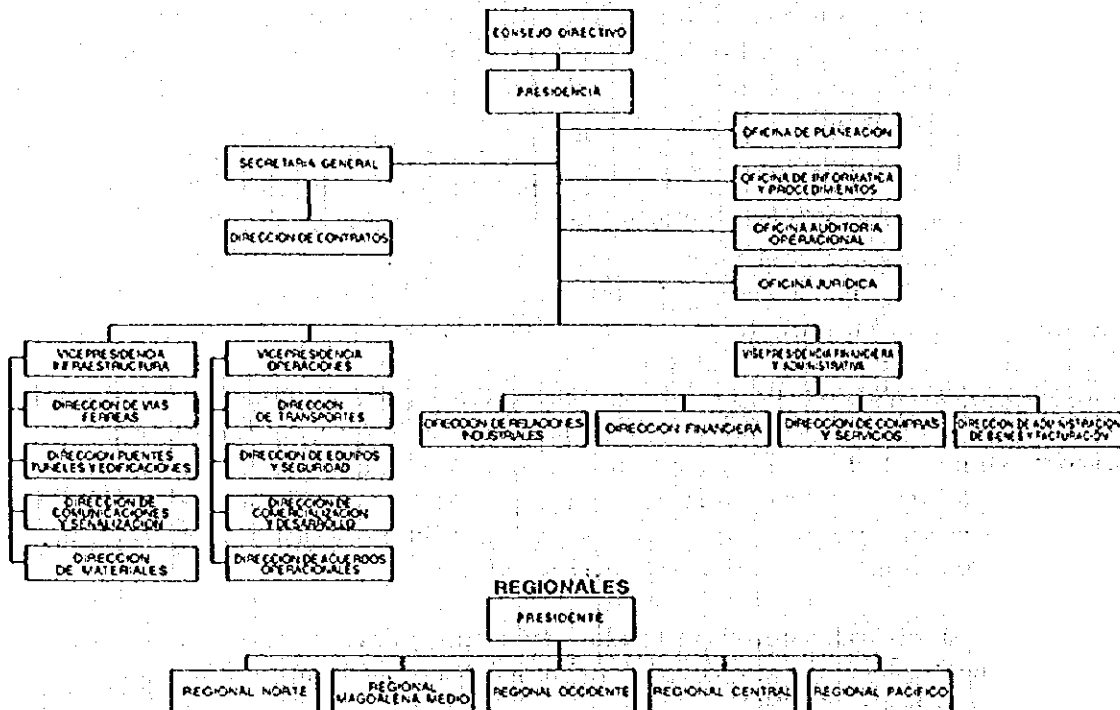 CONSEJO DIRECTIVO
PRESIDENCIA
OFICINA DE PLANEACION
SECRETARIA GENERAL
OFICINA DE INFORMATICA
Y PROCEDIMIENTOS
DIRECCION DE CONTRATOS
OFICINA AUDITORIA
OPERACIONAL
OFICINA JURIDICA
VICEPRESIDENCIA
INFRAESTRUCTURA
VICEPRESIDENCIA
OPERACIONES
VISEPRESIDENCIA FINANCIERA
Y ADMINISTRATIVA
DIRECCION DE VIAS
FERREAS
DIRECCION
DE TRANSPORTES
DIRECCION DE RELACIONES
INDUSTRIALES
DIRECCION FINANCIERA
DIRECCION DE COMPRAS
Y SERVICIOS
DIRECCION DE ADMINISTRACION
DE BIENES Y FACTURACION
DIRECCION PUENTES
TUNELES Y EDIFICACIONES
DIRECCION DE EQUIPOS
Y SEGURIDAD
DIRECCION DE
COMUNICACIONES
Y SEÑALIZACION
DIRECCION DE
COMERCIALIZACION
Y DESARROLLO
DIRECCION
DE MATERIALES
DIRECCION DE ACUERDOS
OPERACIONALES
REGIONALES
PRESIDENTE
REGIONAL NORTE
REGIONAL
MAGDALENA MEDIO
REGIONAL OCCIDENTE
REGIONAL CENTRAL
REGIONAL PACIFICO